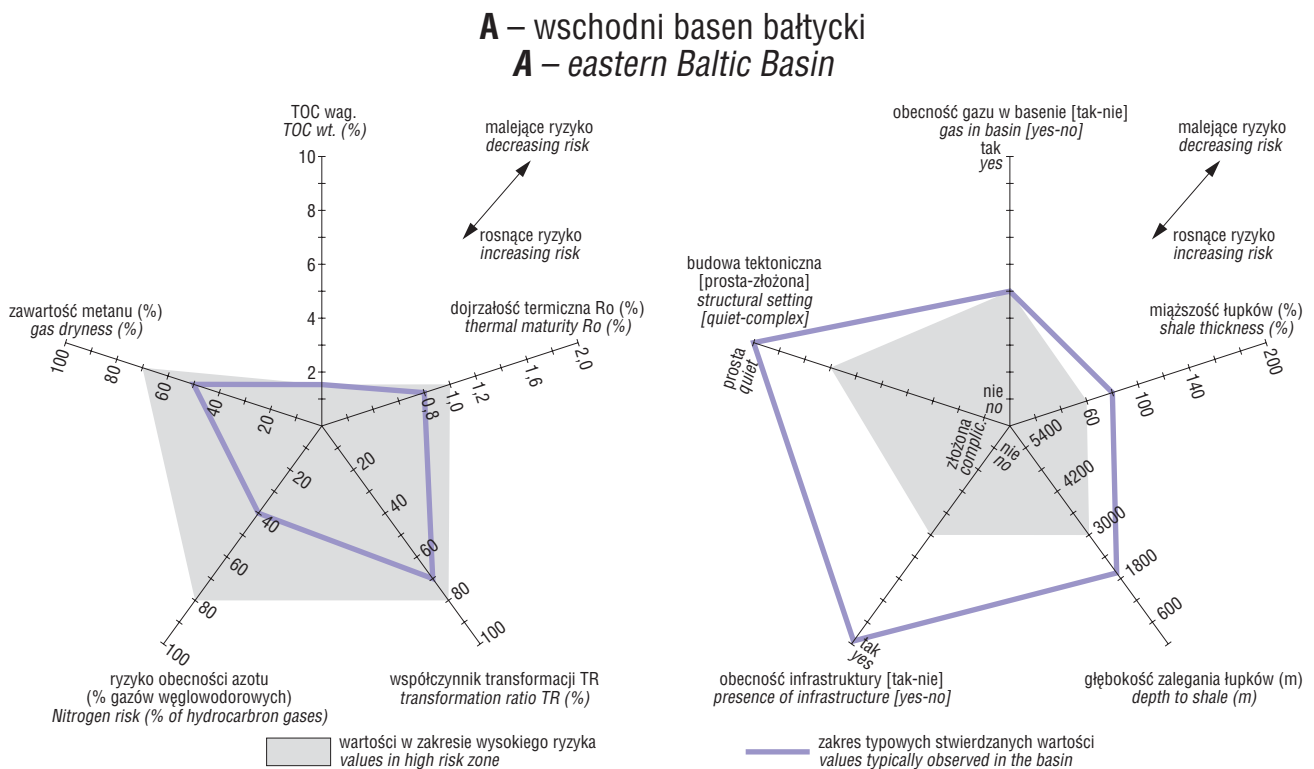 A – wschodni basen bałtycki
A – eastern Baltic Basin
TOC wag.
TOC wt. (%)
10
8
6
4
2
malejące ryzyko
decreasing risk
rosnące ryzyko
increasing risk
dojrzałość termiczna Ro (%)
thermal maturity Ro (%)
0,8
1,0
1,2
1,6
2,0
zawartość metanu (%)
gas dryness (%)
100
80
60
40
20
20
40
60
80
100
20
40
60
80
100
ryzyko obecności azotu
(% gazów węglowodorowych)
Nitrogen risk (% of hydrocarbron gases)
współczynnik transformacji TR
transformation ratio TR (%)
obecność gazu w basenie [tak-nie]
gas in basin [yes-no]
tak
yes
nie
no
malejące ryzyko
decreasing risk
rosnące ryzyko
increasing risk
budowa tektoniczna
[prosta-złożona]
structural setting
[quiet-complex]
prosta
quiet
złożona
complic.
miąższość łupków (%)
shale thickness (%)
60
100
140
200
nie
no
5400
4200
3000
1800
600
tak
yes
obecność infrastruktury [tak-nie]
presence of infrastructure [yes-no]
głębokość zalegania łupków (m)
depth to shale (m)
wartości w zakresie wysokiego ryzyka
values in high risk zone
zakres typowych stwierdzanych wartości
values typically observed in the basin